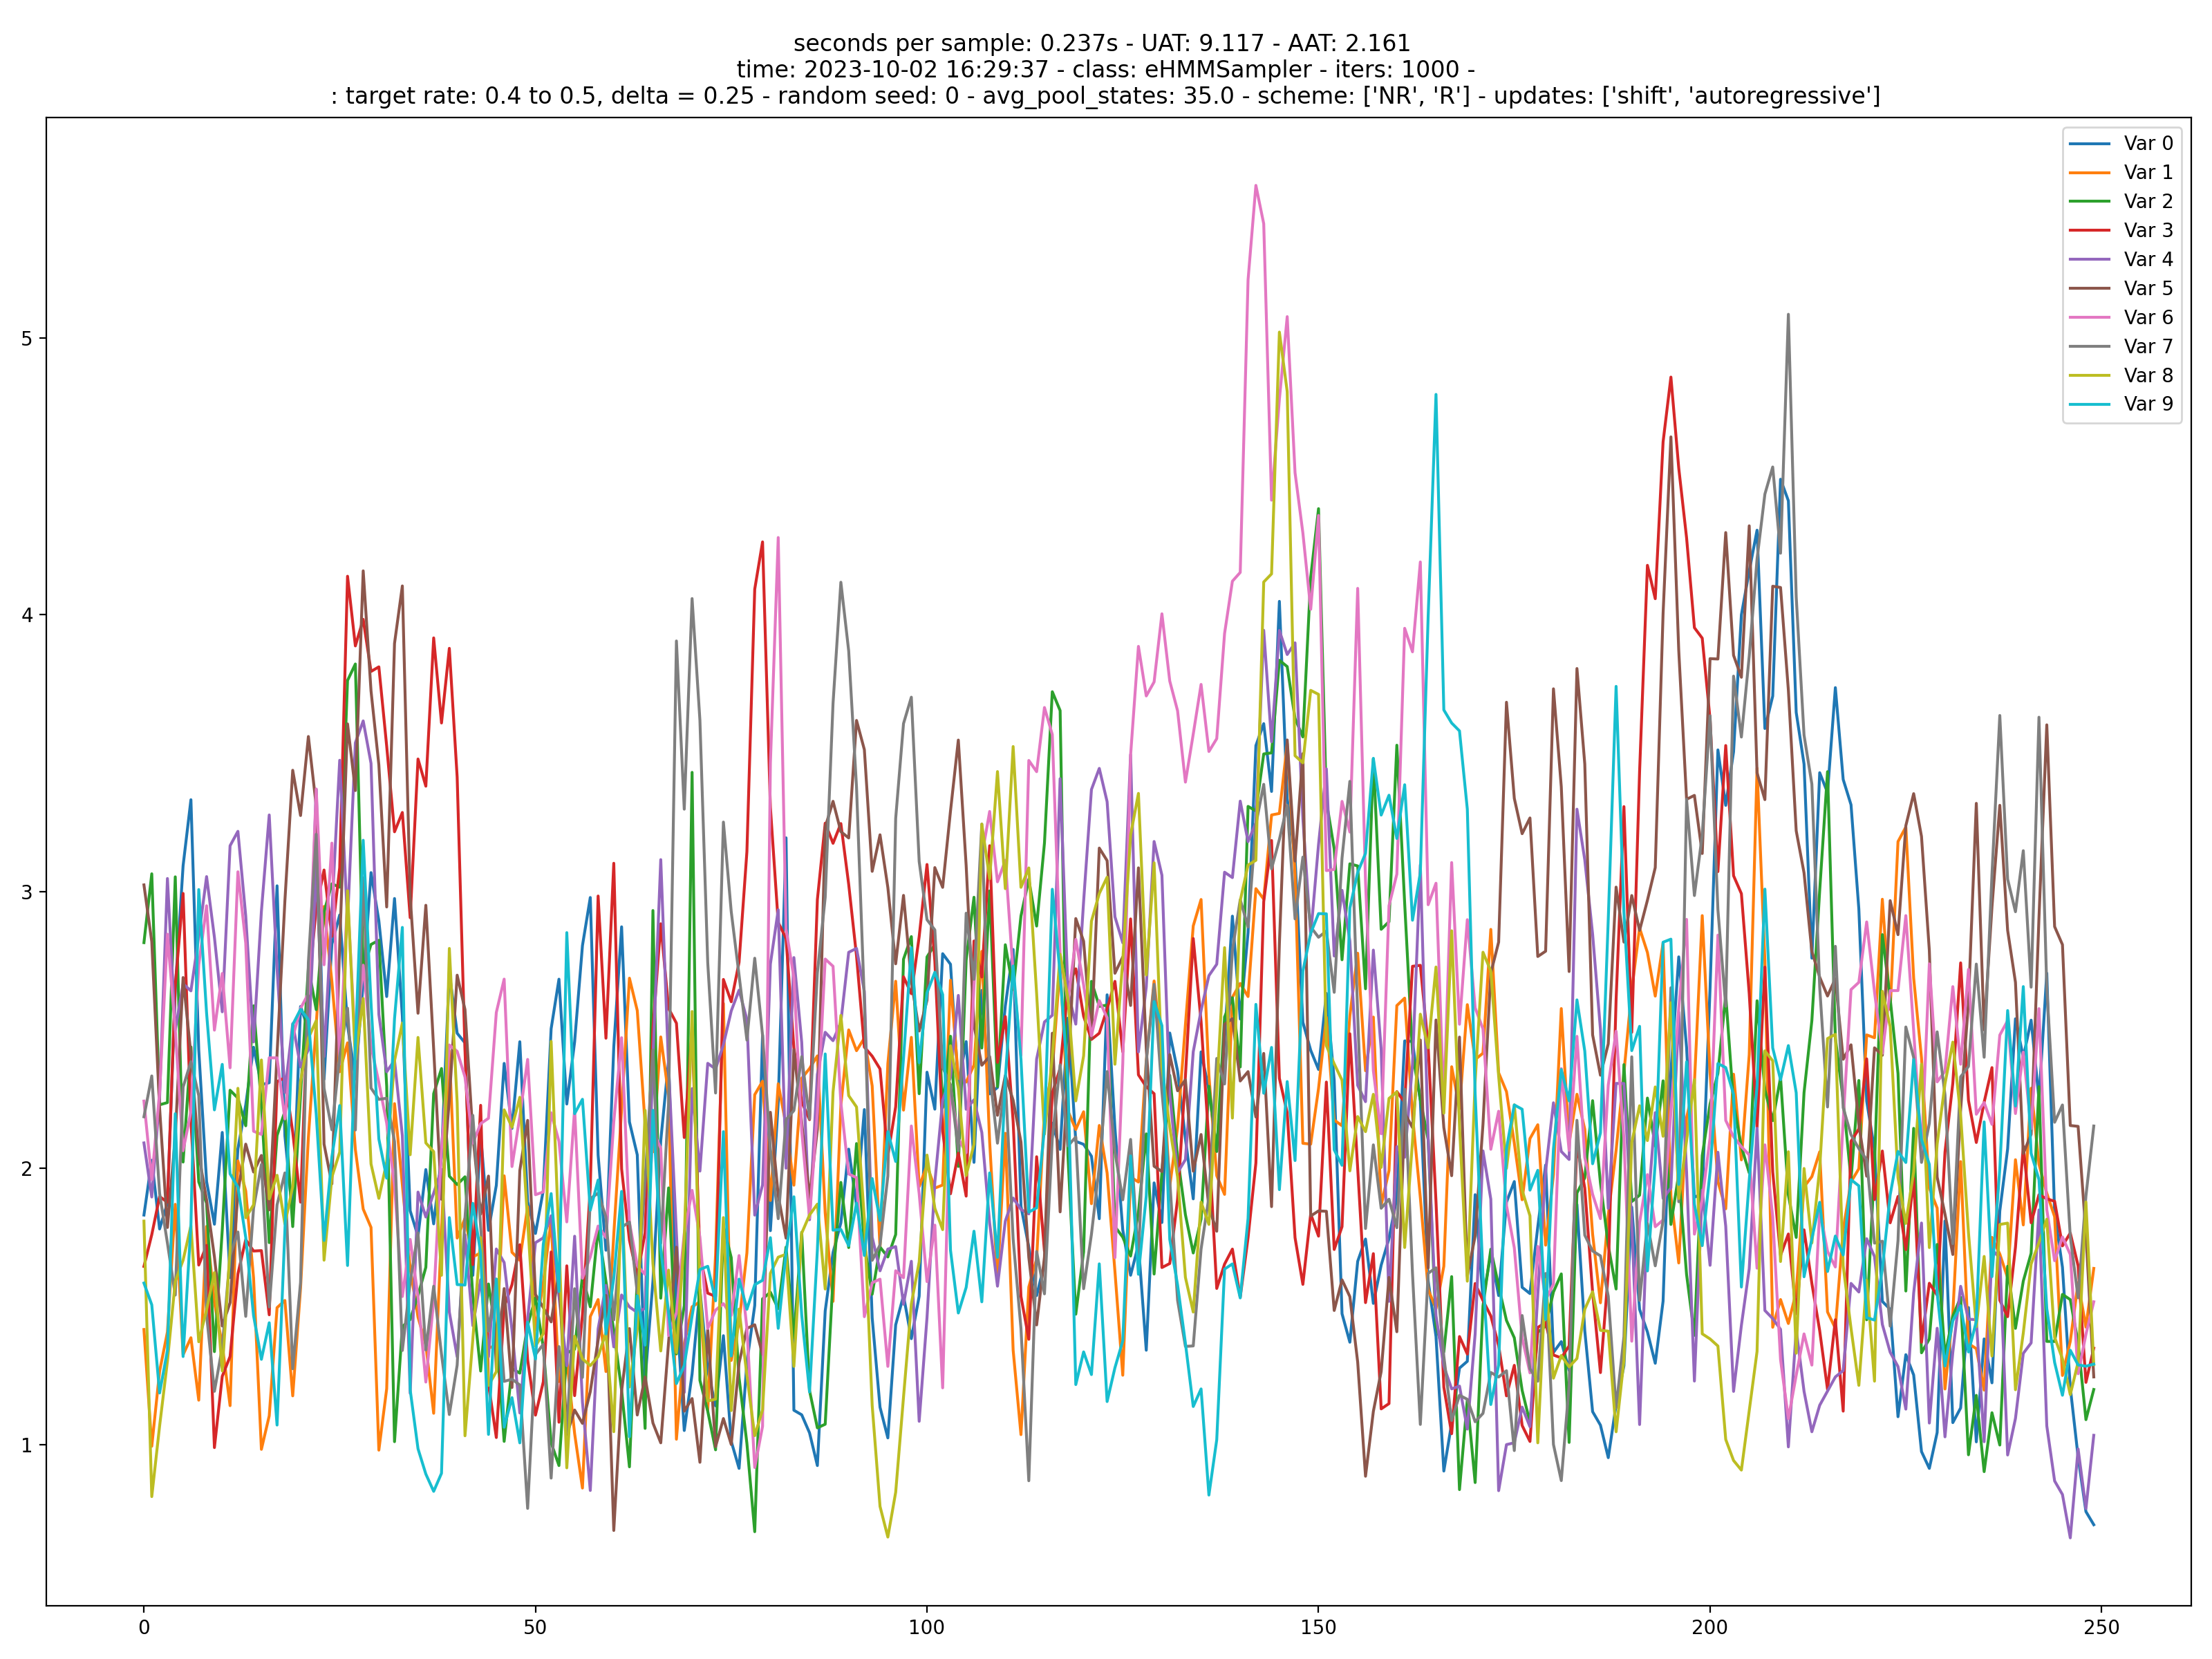 seconds per sample: 0.237s - UAT: 9.117 - AAT: 2.161
time: 2023-10-02 16:29:37 - class: eHMMSampler - iters: 1000 -
: target rate: 0.4 to 0.5, delta = 0.25 - random seed: 0 - avg_pool_states: 35.0 - scheme: ['NR', 'R'] - updates: ['shift', 'autoregressive']
Var 0
Var 1
Var 2
Var 3
Var 4
Var 5
Var 6
Var 7
Var 8
Var 9
5
4
3
2
1
0
50
100
150
200
250